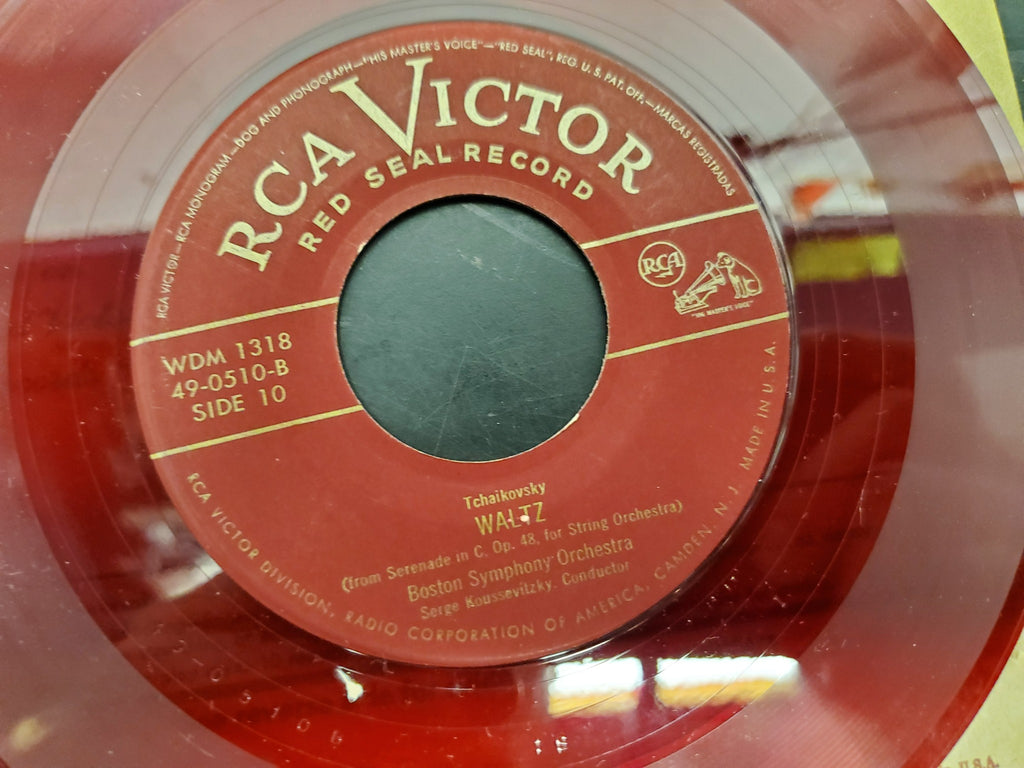 RCA VICTOR—RCA MONOGRAM—DOG AND PHONOGRAPH—"HIS MASTER'S VOICE"—"RED SEAL", REG. U. S. PAT. OFF.—MARCAS REGISTRADAS
RCA VICTOR
RED SEAL RECORD
RCA
"HIS MASTER'S VOICE"
WDM 1318
49-0510-B
SIDE 10
Tchaikovsky
WALTZ
(from Serenade in C, Op. 48, for String Orchestra)
Boston Symphony Orchestra
Serge Koussevitzky, Conductor
RCA VICTOR DIVISION, RADIO CORPORATION OF AMERICA, CAMDEN, N. J. MADE IN U.S.A.
U.S.A.